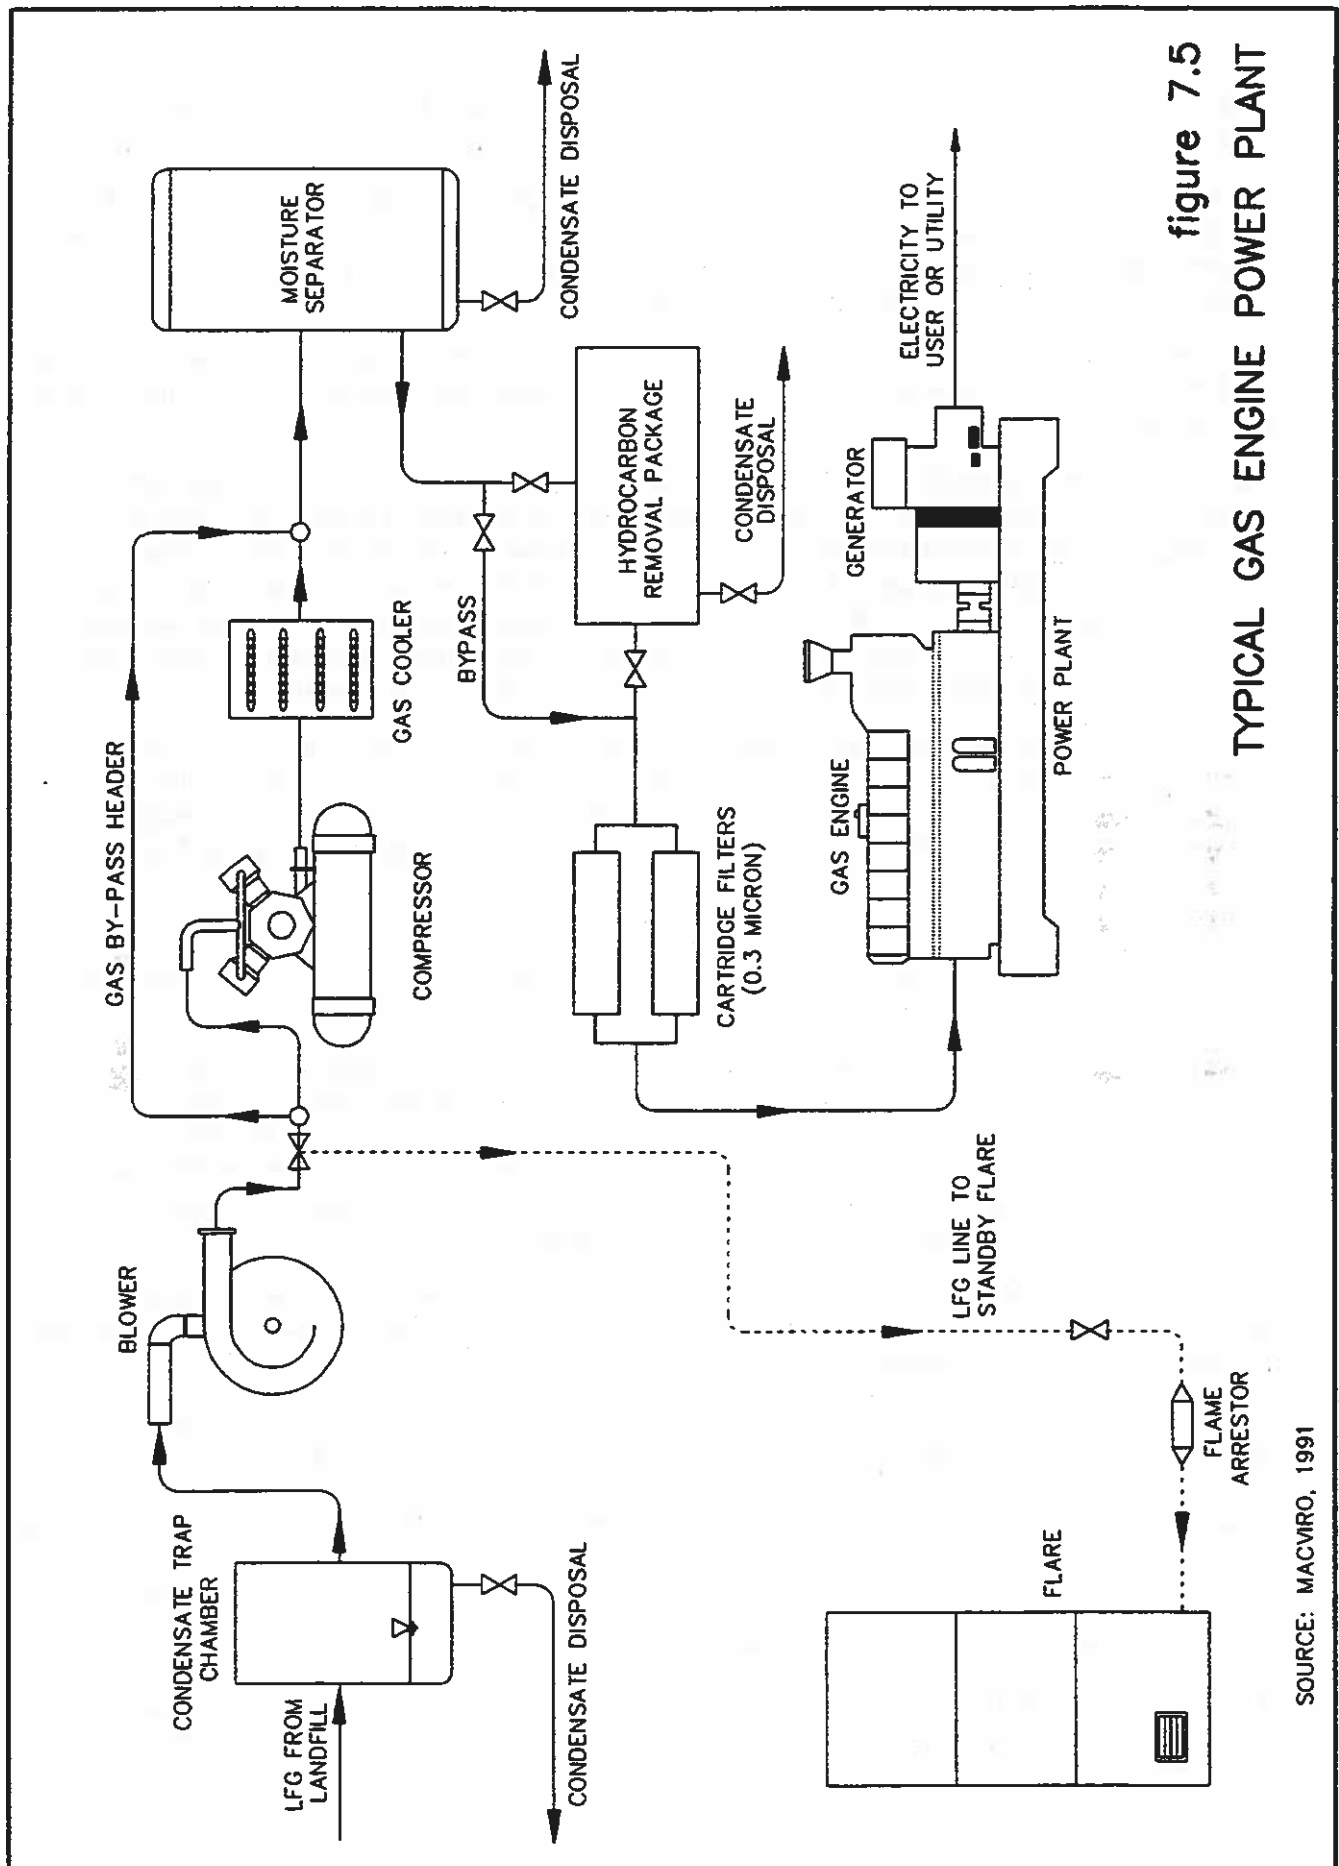 LFG FROM
LANDFILL
CONDENSATE TRAP
CHAMBER
CONDENSATE DISPOSAL
BLOWER
GAS BY-PASS HEADER
COMPRESSOR
GAS COOLER
MOISTURE
SEPARATOR
CONDENSATE DISPOSAL
BYPASS
HYDROCARBON
REMOVAL PACKAGE
CONDENSATE
DISPOSAL
CARTRIDGE FILTERS
(0.3 MICRON)
GAS ENGINE
GENERATOR
POWER PLANT
ELECTRICITY TO
USER OR UTILITY
LFG LINE TO
STANDBY FLARE
FLAME
ARRESTOR
FLARE
SOURCE: MACVIRO, 1991
figure 7.5
TYPICAL GAS ENGINE POWER PLANT